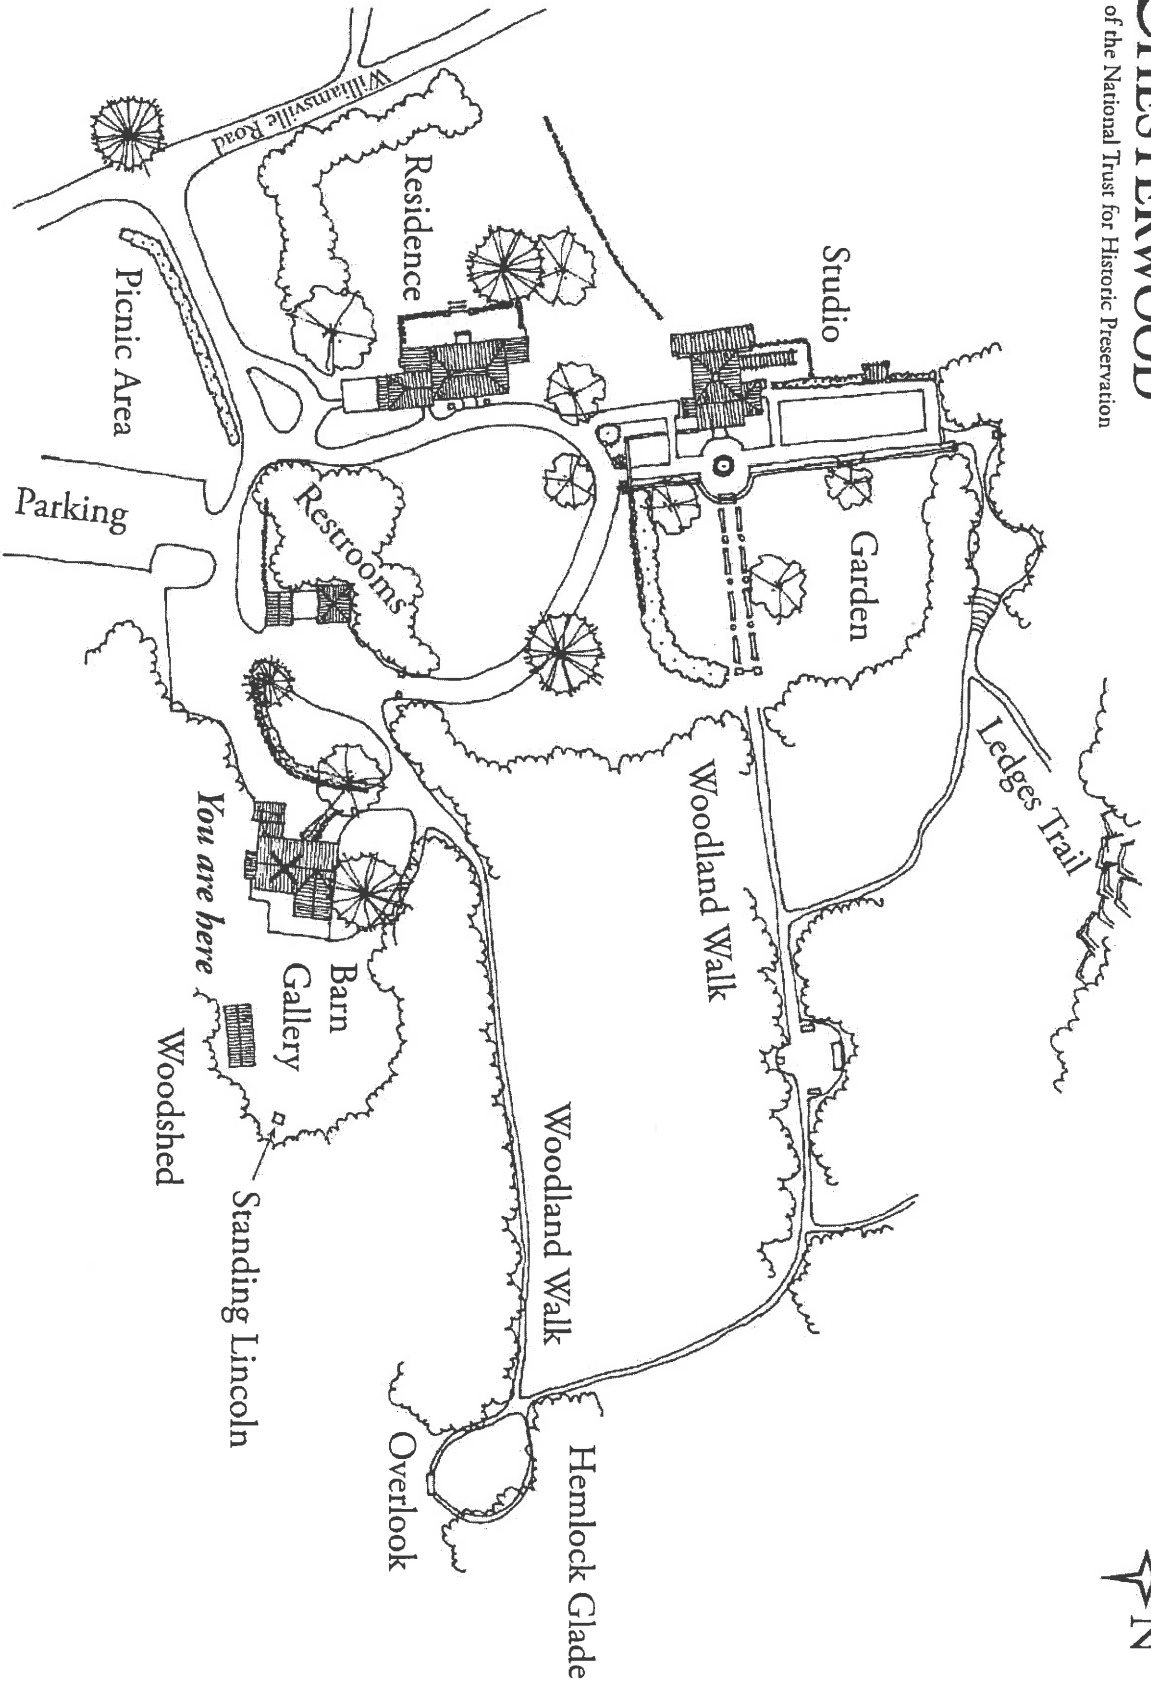 CHESTERWOOD
of the National Trust for Historic Preservation
N
Studio
Garden
Ledges Trail
Residence
Williamsville Road
Woodland Walk
Picnic Area
Parking
Restrooms
You are here
Barn
Gallery
Woodshed
Standing Lincoln
Woodland Walk
Hemlock Glade
Overlook